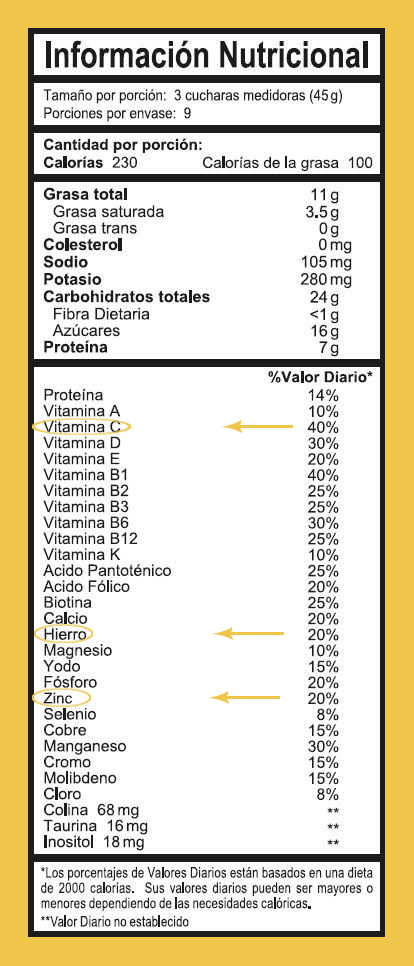 Información Nutricional
Tamaño por porción: 3 cucharas medidoras (45 g)
Porciones por envase: 9
Cantidad por porción:
Calorías 230 Calorías de la grasa 100
Grasa total 11 g
Grasa saturada 3.5 g
Grasa trans 0 g
Colesterol 0 mg
Sodio 105 mg
Potasio 280 mg
Carbohidratos totales 24 g
Fibra Dietaria <1 g
Azúcares 16 g
Proteína 7 g
%Valor Diario*
Proteína 14%
Vitamina A 10%
Vitamina C 40%
Vitamina D 30%
Vitamina E 20%
Vitamina B1 40%
Vitamina B2 25%
Vitamina B3 25%
Vitamina B6 30%
Vitamina B12 25%
Vitamina K 10%
Acido Pantoténico 25%
Acido Fólico 20%
Biotina 25%
Calcio 20%
Hierro 20%
Magnesio 10%
Yodo 15%
Fósforo 20%
Zinc 20%
Selenio 8%
Cobre 15%
Manganeso 30%
Cromo 15%
Molibdeno 15%
Cloro 8%
Colina 68 mg **
Taurina 16 mg **
Inositol 18 mg **
*Los porcentajes de Valores Diarios están basados en una dieta
de 2000 calorías. Sus valores diarios pueden ser mayores o
menores dependiendo de las necesidades calóricas.
**Valor Diario no establecido